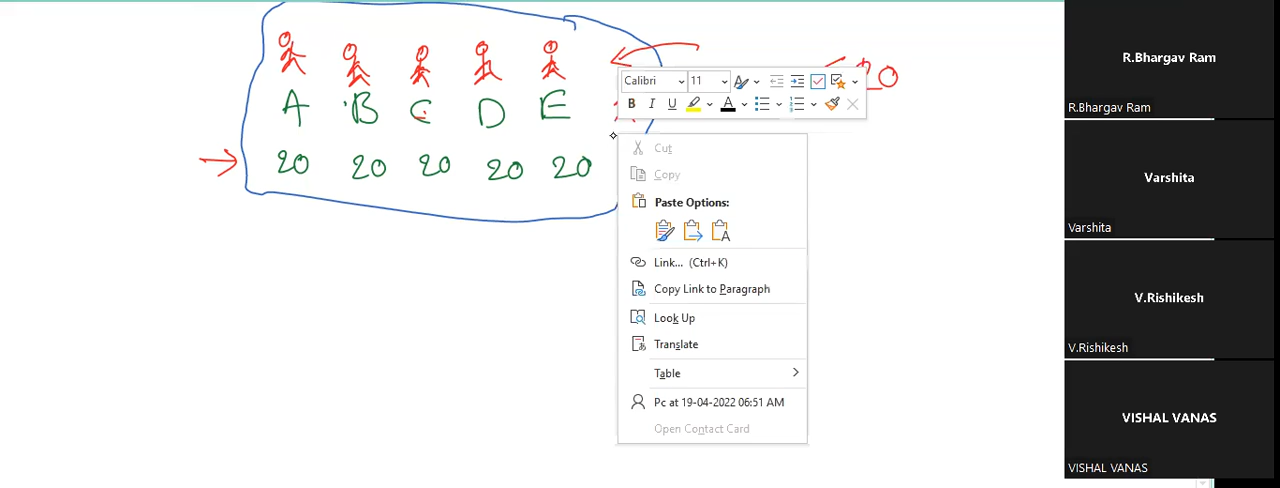 A B C D E
20 20 20 20 20
20
Calibri 11
B I U A
Cut
Copy
Paste Options:
Link... (Ctrl+K)
Copy Link to Paragraph
Look Up
Translate
Table
Pc at 19-04-2022 06:51 AM
Open Contact Card
R.Bhargav Ram
R.Bhargav Ram
Varshita
Varshita
V.Rishikesh
V.Rishikesh
VISHAL VANAS
VISHAL VANAS